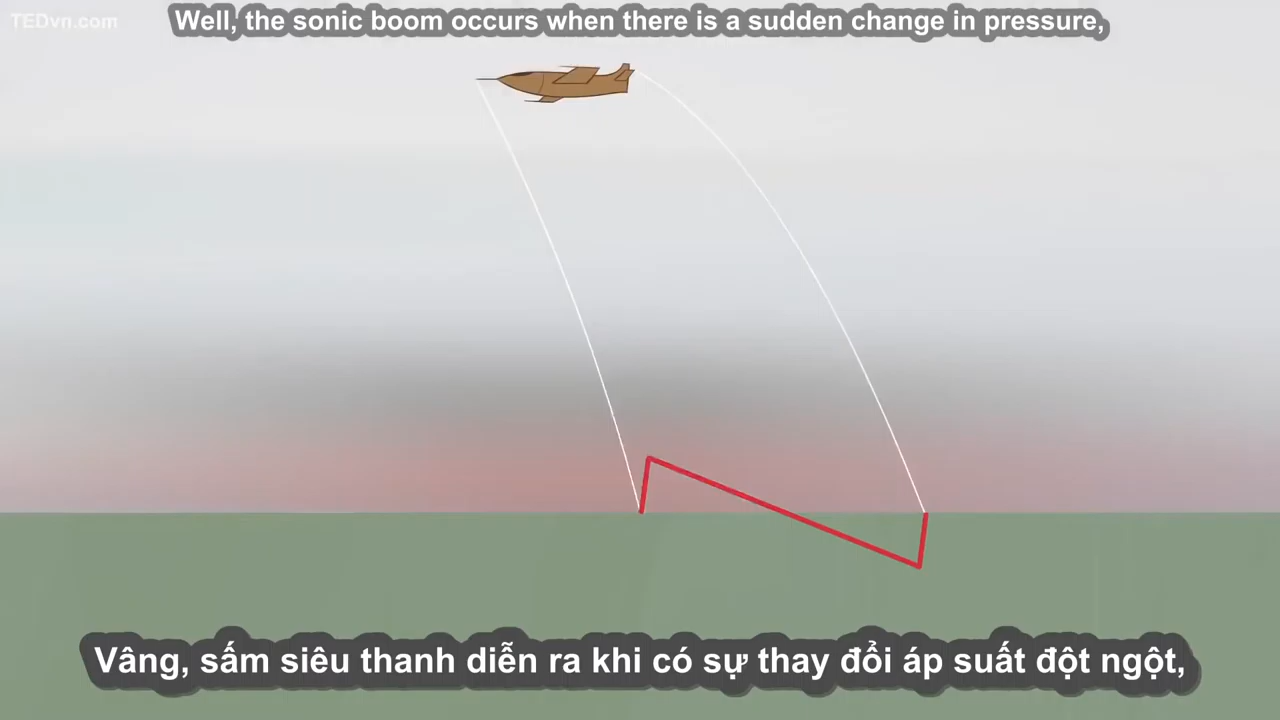 TEDvn.com
Well, the sonic boom occurs when there is a sudden change in pressure,
Vâng, sấm siêu thanh diễn ra khi có sự thay đổi áp suất đột ngột,